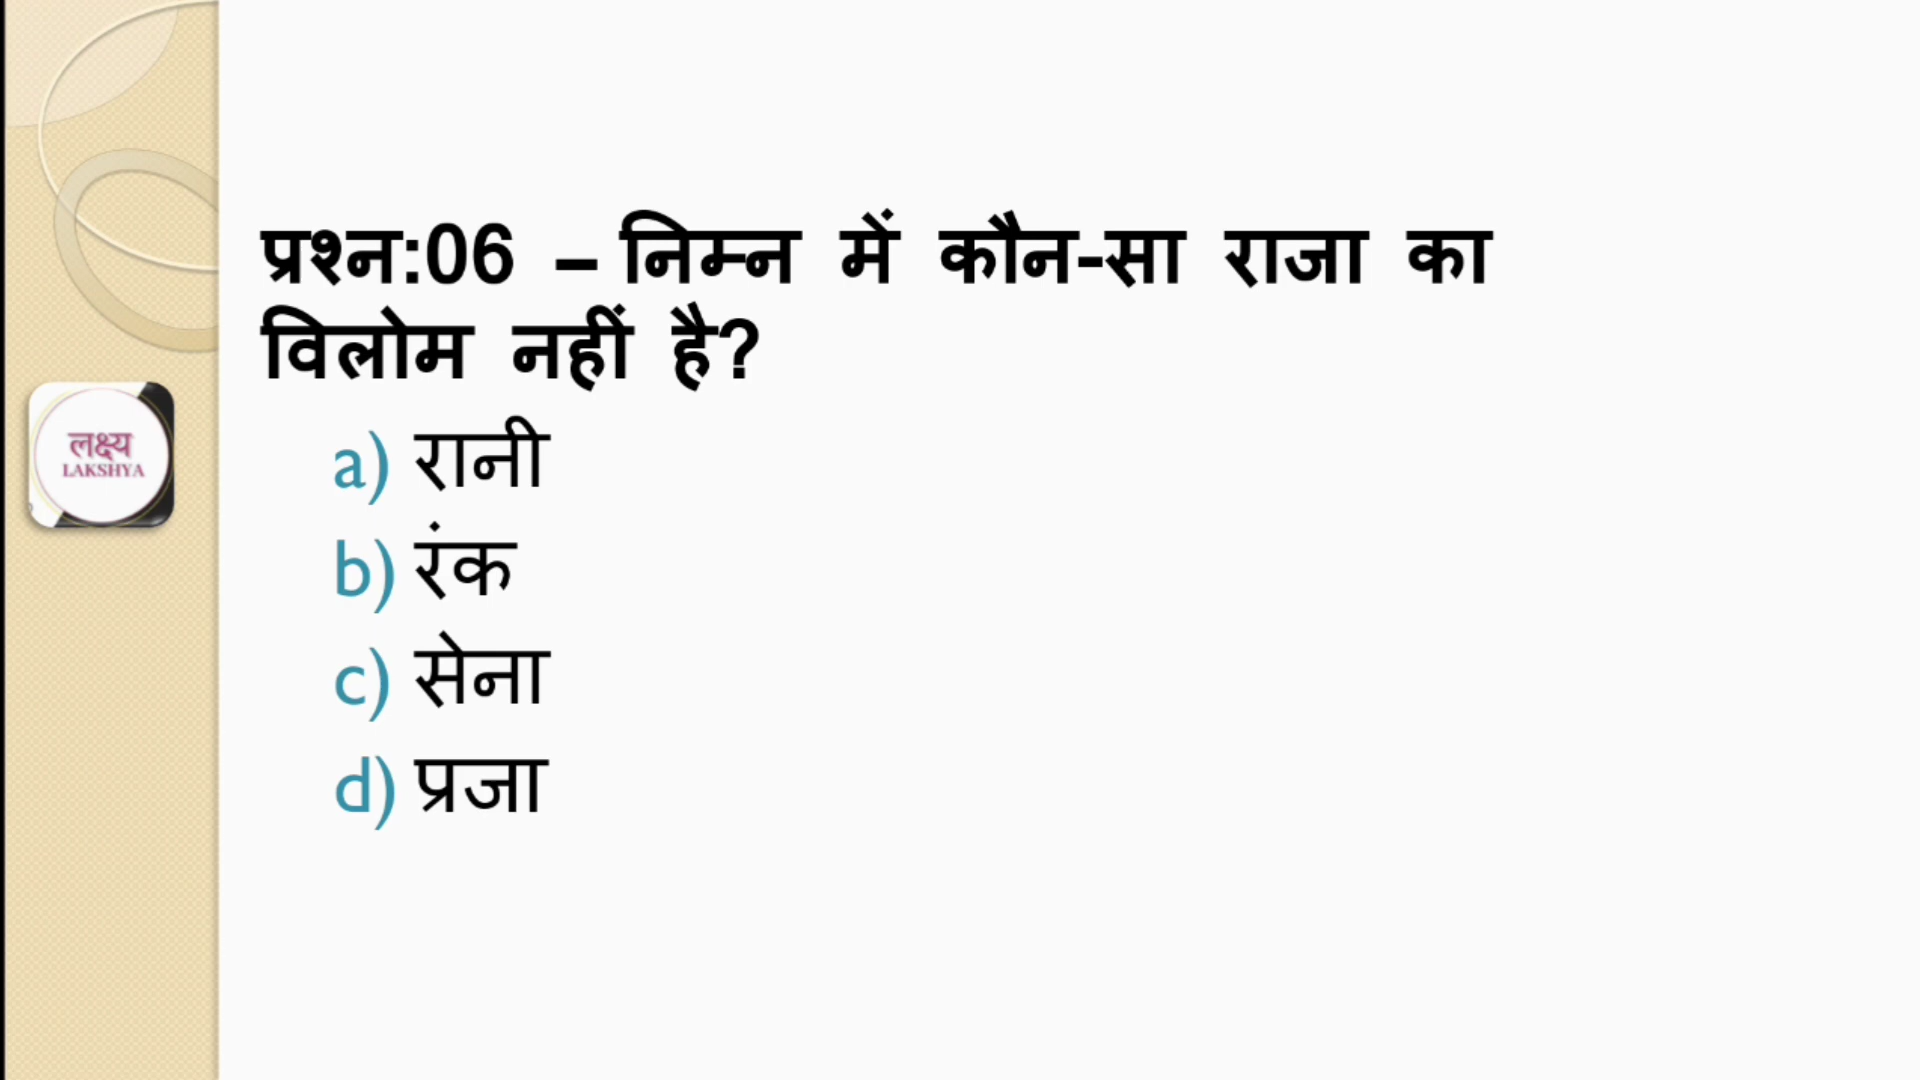 प्रश्न:06 – निम्न में कौन-सा राजा का
विलोम नहीं है?
a) रानी
b) रंक
c) सेना
d) प्रजा
लक्ष्य
LAKSHYA